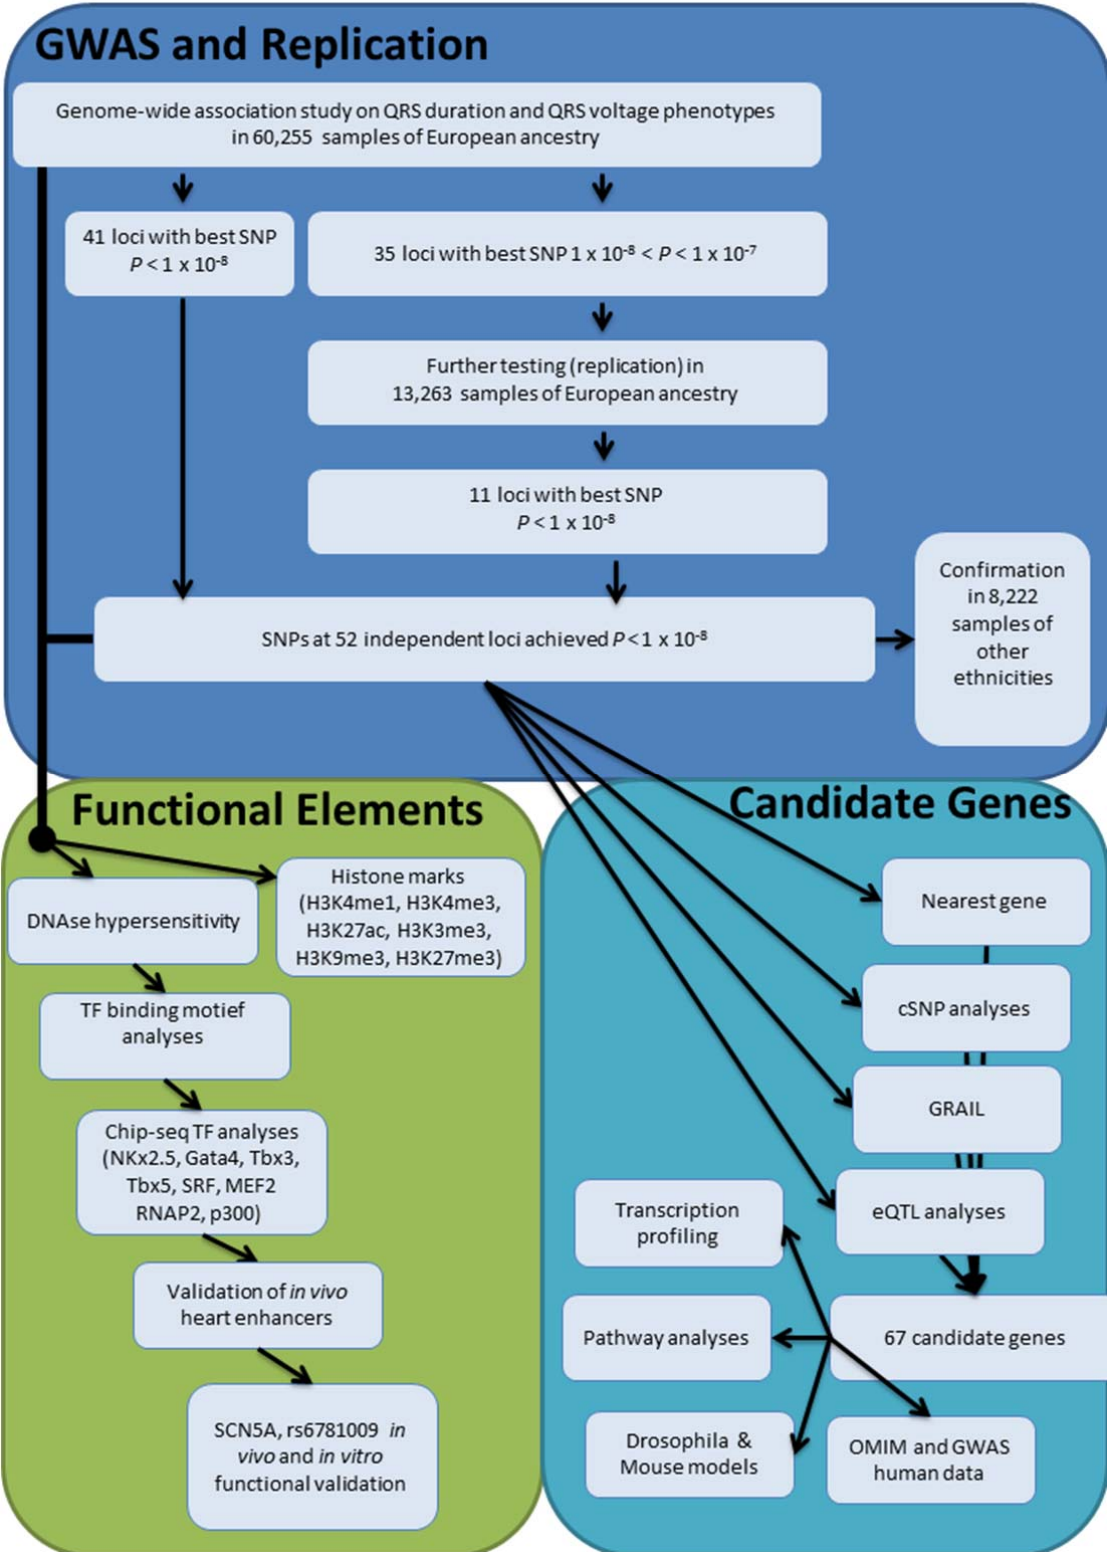 GWAS and Replication
Genome-wide association study on QRS duration and QRS voltage phenotypes
in 60,255 samples of European ancestry
41 loci with best SNP
P < 1 x 10⁻⁸
35 loci with best SNP 1 x 10⁻⁸ < P < 1 x 10⁻⁷
Further testing (replication) in
13,263 samples of European ancestry
11 loci with best SNP
P < 1 x 10⁻⁸
SNPs at 52 independent loci achieved P < 1 x 10⁻⁸
Confirmation
in 8,222
samples of
other
ethnicities
Functional Elements
DNAse hypersensitivity
Histone marks
(H3K4me1, H3K4me3,
H3K27ac, H3K3me3,
H3K9me3, H3K27me3)
TF binding motief
analyses
Chip-seq TF analyses
(NKx2.5, Gata4, Tbx3,
Tbx5, SRF, MEF2
RNAP2, p300)
Validation of in vivo
heart enhancers
SCN5A, rs6781009 in
vivo and in vitro
functional validation
Candidate Genes
Nearest gene
cSNP analyses
GRAIL
eQTL analyses
67 candidate genes
Transcription
profiling
Pathway analyses
Drosophila &
Mouse models
OMIM and GWAS
human data